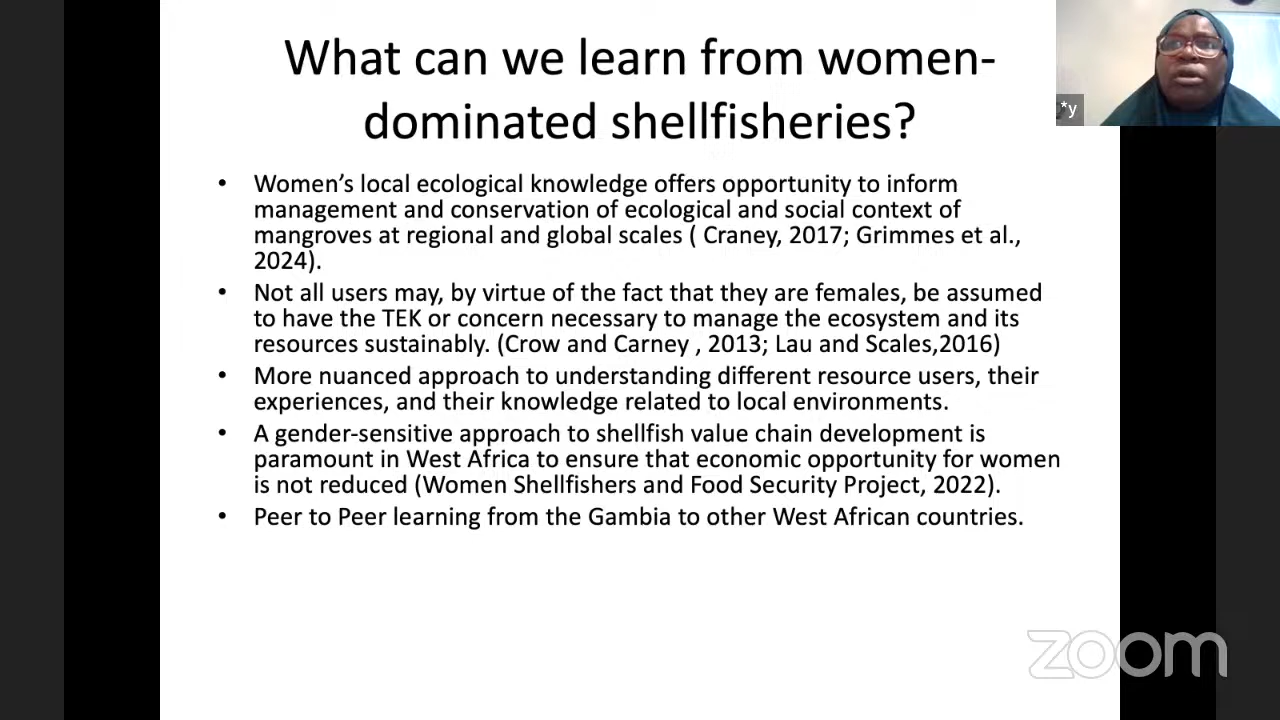 What can we learn from women-
dominated shellfisheries?
*y
• Women's local ecological knowledge offers opportunity to inform
management and conservation of ecological and social context of
mangroves at regional and global scales ( Craney, 2017; Grimmes et al.,
2024).
• Not all users may, by virtue of the fact that they are females, be assumed
to have the TEK or concern necessary to manage the ecosystem and its
resources sustainably. (Crow and Carney , 2013; Lau and Scales,2016)
• More nuanced approach to understanding different resource users, their
experiences, and their knowledge related to local environments.
• A gender-sensitive approach to shellfish value chain development is
paramount in West Africa to ensure that economic opportunity for women
is not reduced (Women Shellfishers and Food Security Project, 2022).
• Peer to Peer learning from the Gambia to other West African countries.
zoom